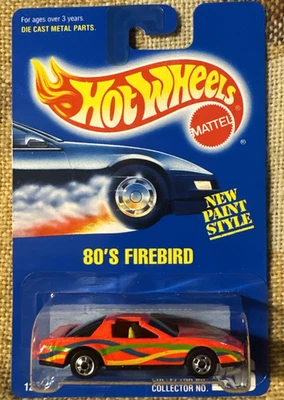 For ages over 3 years.
DIE CAST METAL PARTS.
Hot Wheels
MATTEL
NEW
PAINT
STYLE
80'S FIREBIRD
COLLECTOR NO.